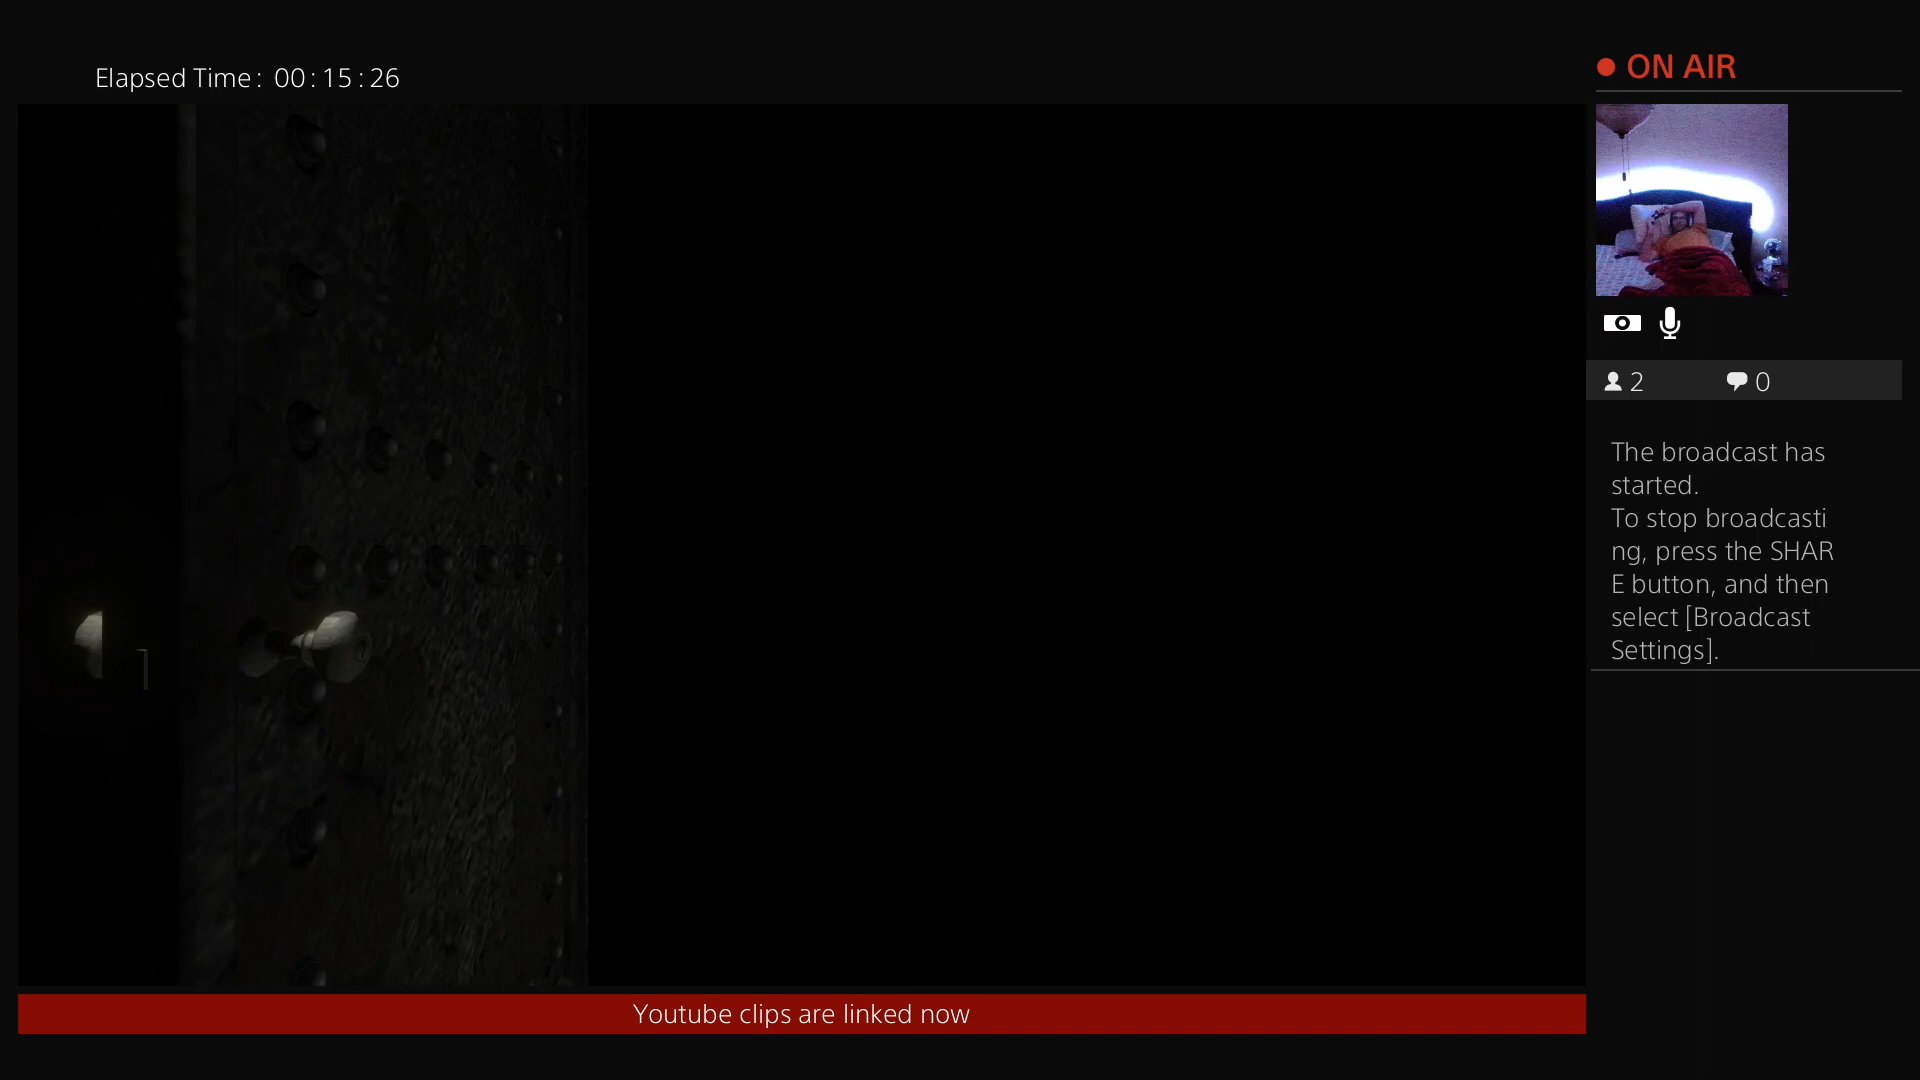 Elapsed Time: 00:15:26
ON AIR
2
0
The broadcast has
started.
To stop broadcasti
ng, press the SHAR
E button, and then
select [Broadcast
Settings].
Youtube clips are linked now